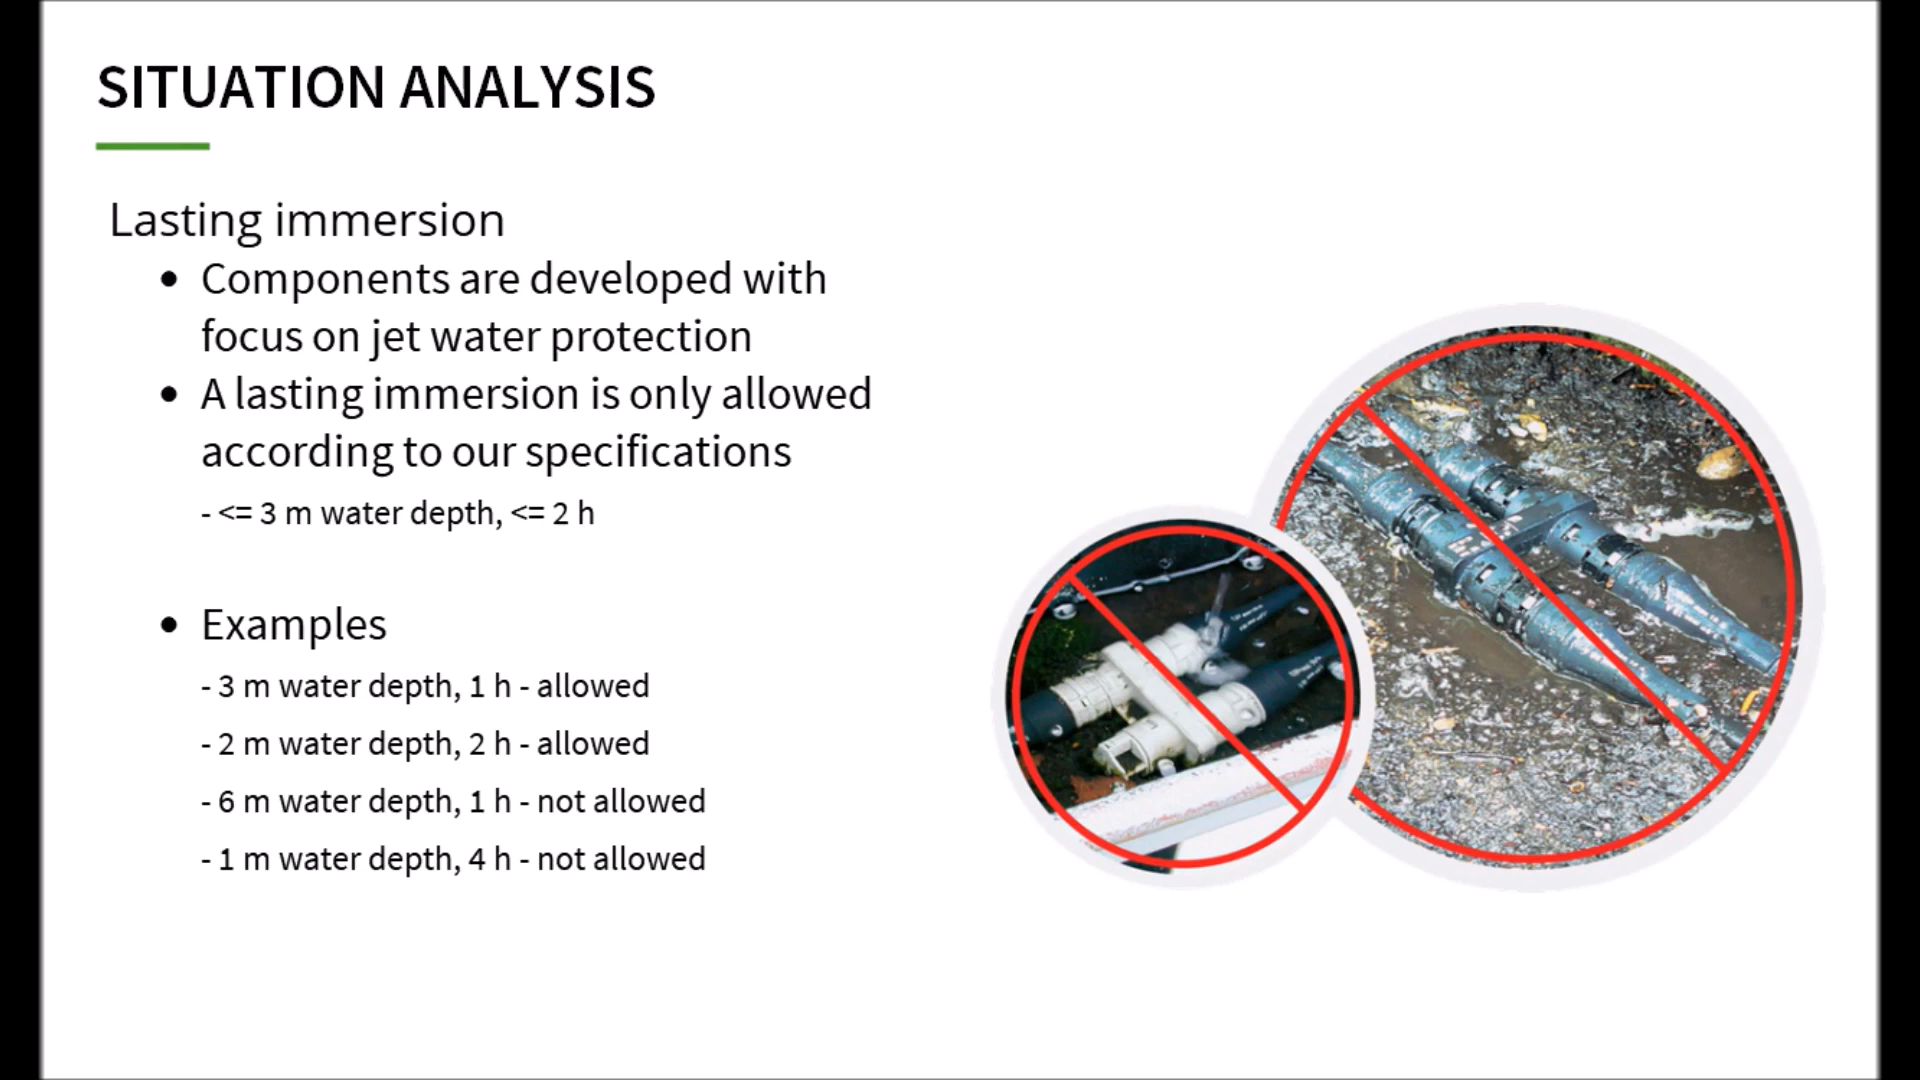 SITUATION ANALYSIS
Lasting immersion
• Components are developed with
focus on jet water protection
• A lasting immersion is only allowed
according to our specifications
- <= 3 m water depth, <= 2 h
• Examples
- 3 m water depth, 1 h - allowed
- 2 m water depth, 2 h - allowed
- 6 m water depth, 1 h - not allowed
- 1 m water depth, 4 h - not allowed